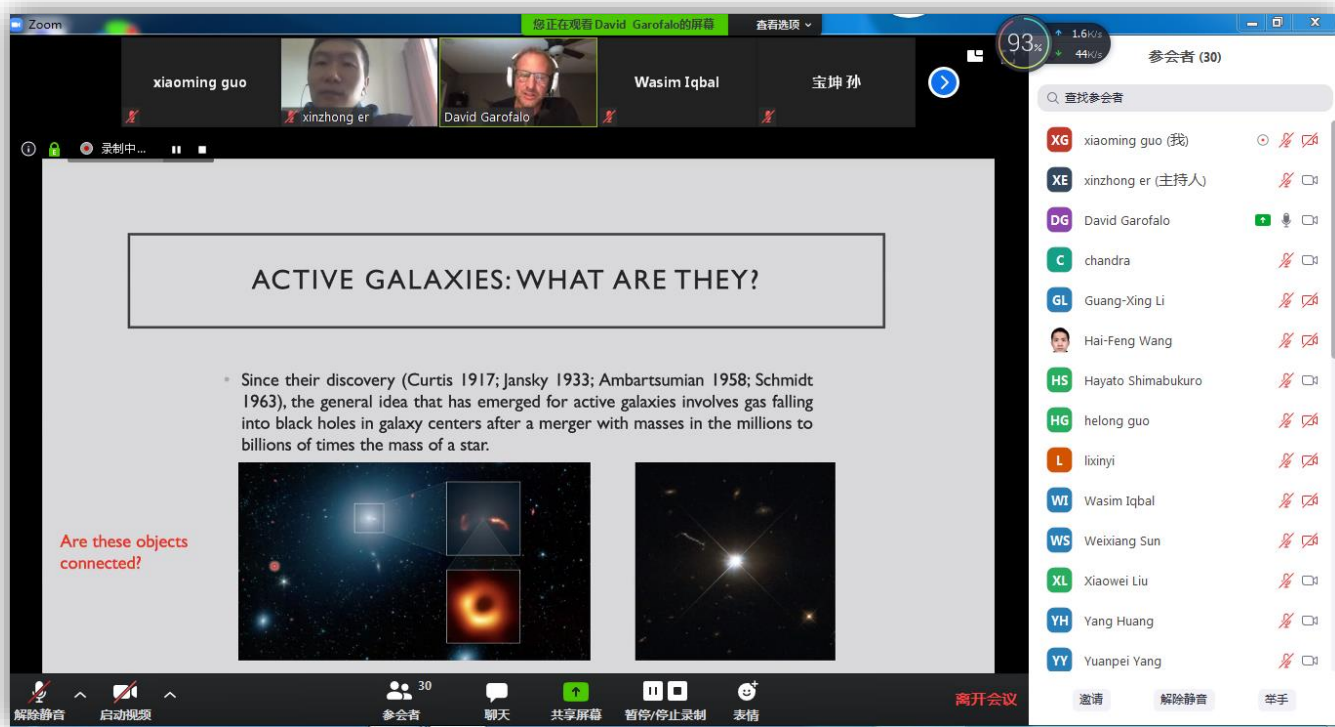 Zoom
您正在观看David Garofalo的屏幕
查看选项
93%
1.6K/s
44K/s
参会者 (30)
xiaoming guo
xinzhong er
David Garofalo
Wasim Iqbal
宝坤 孙
查找参会者
录制中...
ACTIVE GALAXIES: WHAT ARE THEY?
Since their discovery (Curtis 1917; Jansky 1933; Ambartsumian 1958; Schmidt
1963), the general idea that has emerged for active galaxies involves gas falling
into black holes in galaxy centers after a merger with masses in the millions to
billions of times the mass of a star.
Are these objects
connected?
XG xiaoming guo (我)
XE xinzhong er (主持人)
DG David Garofalo
C chandra
GL Guang-Xing Li
Hai-Feng Wang
HS Hayato Shimabukuro
HG helong guo
L lixinyi
WI Wasim Iqbal
WS Weixiang Sun
XL Xiaowei Liu
YH Yang Huang
YY Yuanpei Yang
解除静音
启动视频
30
参会者
聊天
共享屏幕
暂停/停止录制
表情
离开会议
邀请
解除静音
举手